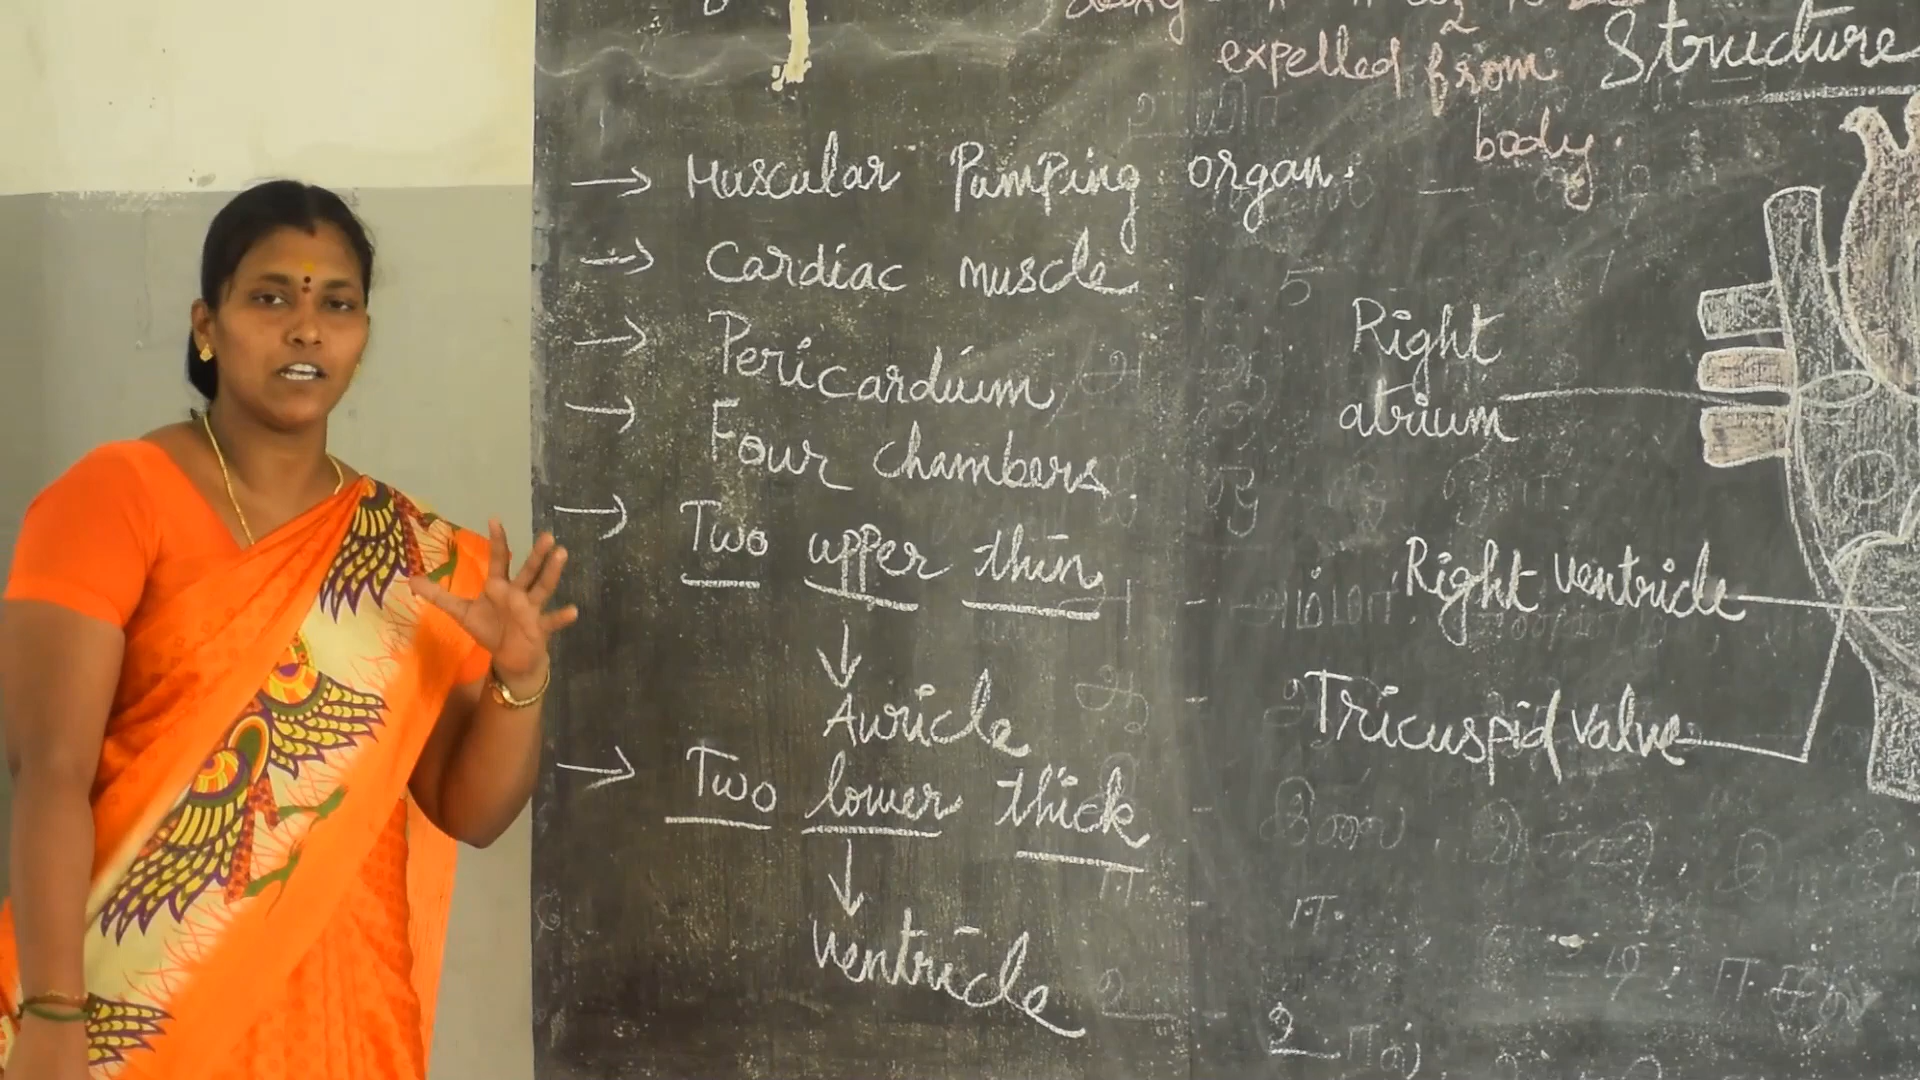 expelled from
body.
Structure
→ Muscular Pumping organ.
→ Cardiac muscle.
→ Pericardium
→ Four chambers.
→ Two upper thin
↓
Auricle
→ Two lower thick
↓
Ventricle
Right
atrium
Right ventricle
Tricuspid valve